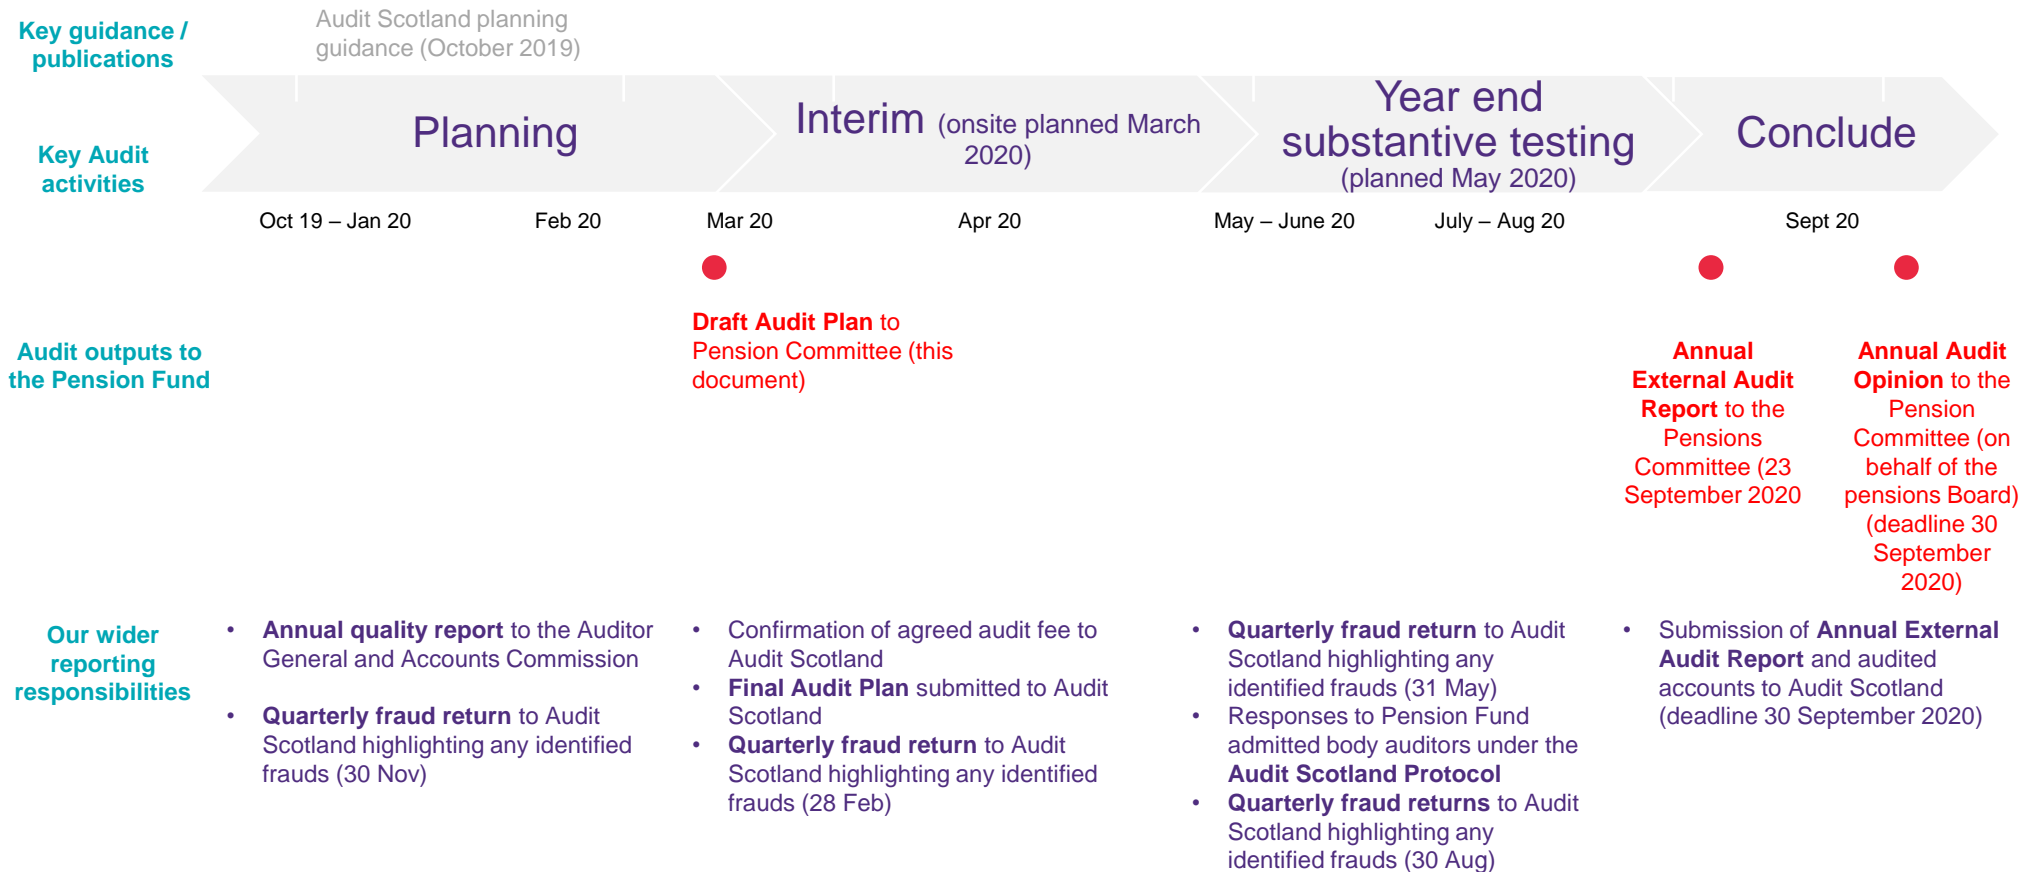 Key guidance /
publications
Audit Scotland planning
guidance (October 2019)
Key Audit
activities
Planning
Interim (onsite planned March
2020)
Year end
substantive testing
(planned May 2020)
Conclude
Oct 19 – Jan 20
Feb 20
Mar 20
Apr 20
May – June 20
July – Aug 20
Sept 20
Audit outputs to
the Pension Fund
Draft Audit Plan to
Pension Committee (this
document)
Annual
External Audit
Report to the
Pensions
Committee (23
September 2020
Annual Audit
Opinion to the
Pension
Committee (on
behalf of the
pensions Board)
(deadline 30
September
2020)
Our wider
reporting
responsibilities
• Annual quality report to the Auditor
General and Accounts Commission
• Quarterly fraud return to Audit
Scotland highlighting any identified
frauds (30 Nov)
• Confirmation of agreed audit fee to
Audit Scotland
• Final Audit Plan submitted to Audit
Scotland
• Quarterly fraud return to Audit
Scotland highlighting any identified
frauds (28 Feb)
• Quarterly fraud return to Audit
Scotland highlighting any
identified frauds (31 May)
• Responses to Pension Fund
admitted body auditors under the
Audit Scotland Protocol
• Quarterly fraud returns to Audit
Scotland highlighting any
identified frauds (30 Aug)
• Submission of Annual External
Audit Report and audited
accounts to Audit Scotland
(deadline 30 September 2020)